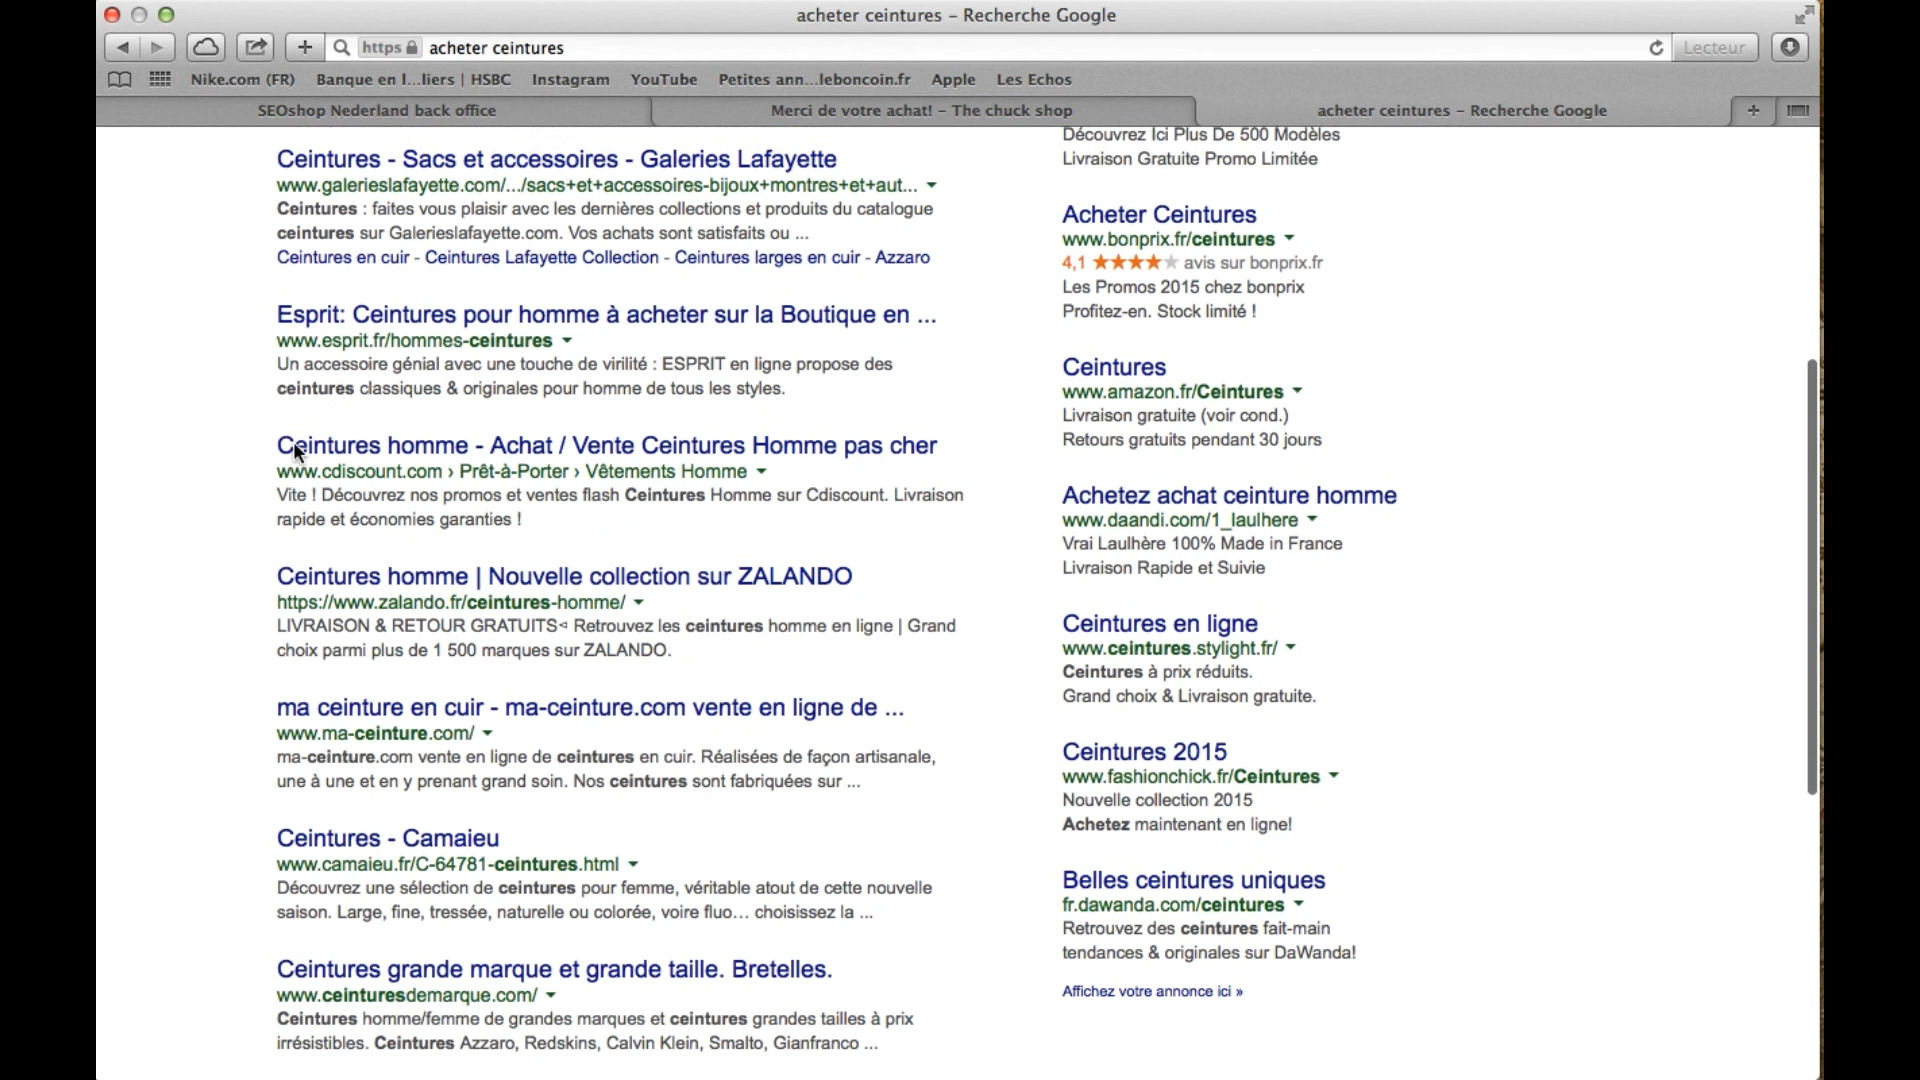 acheter ceintures – Recherche Google
https acheter ceintures
Lecteur
Nike.com (FR) Banque en l...liers | HSBC Instagram YouTube Petites ann...leboncoin.fr Apple Les Echos
SEOshop Nederland back office
Merci de votre achat! – The chuck shop
acheter ceintures – Recherche Google
Ceintures - Sacs et accessoires - Galeries Lafayette
www.galerieslafayette.com/.../sacs+et+accessoires-bijoux+montres+et+aut...
Ceintures : faites vous plaisir avec les dernières collections et produits du catalogue
ceintures sur Galerieslafayette.com. Vos achats sont satisfaits ou ...
Ceintures en cuir - Ceintures Lafayette Collection - Ceintures larges en cuir - Azzaro
Esprit: Ceintures pour homme à acheter sur la Boutique en ...
www.esprit.fr/hommes-ceintures
Un accessoire génial avec une touche de virilité : ESPRIT en ligne propose des
ceintures classiques & originales pour homme de tous les styles.
Ceintures homme - Achat / Vente Ceintures Homme pas cher
www.cdiscount.com › Prêt-à-Porter › Vêtements Homme
Vite ! Découvrez nos promos et ventes flash Ceintures Homme sur Cdiscount. Livraison
rapide et économies garanties !
Ceintures homme | Nouvelle collection sur ZALANDO
https://www.zalando.fr/ceintures-homme/
LIVRAISON & RETOUR GRATUITS Retrouvez les ceintures homme en ligne | Grand
choix parmi plus de 1 500 marques sur ZALANDO.
ma ceinture en cuir - ma-ceinture.com vente en ligne de ...
www.ma-ceinture.com/
ma-ceinture.com vente en ligne de ceintures en cuir. Réalisées de façon artisanale,
une à une et en y prenant grand soin. Nos ceintures sont fabriquées sur ...
Ceintures - Camaieu
www.camaieu.fr/C-64781-ceintures.html
Découvrez une sélection de ceintures pour femme, véritable atout de cette nouvelle
saison. Large, fine, tressée, naturelle ou colorée, voire fluo… choisissez la ...
Ceintures grande marque et grande taille. Bretelles.
www.ceinturesdemarque.com/
Ceintures homme/femme de grandes marques et ceintures grandes tailles à prix
irrésistibles. Ceintures Azzaro, Redskins, Calvin Klein, Smalto, Gianfranco ...
Découvrez Ici Plus De 500 Modèles
Livraison Gratuite Promo Limitée
Acheter Ceintures
www.bonprix.fr/ceintures
4,1 ★★★★★ avis sur bonprix.fr
Les Promos 2015 chez bonprix
Profitez-en. Stock limité !
Ceintures
www.amazon.fr/Ceintures
Livraison gratuite (voir cond.)
Retours gratuits pendant 30 jours
Achetez achat ceinture homme
www.daandi.com/1_laulhere
Vrai Laulhère 100% Made in France
Livraison Rapide et Suivie
Ceintures en ligne
www.ceintures.stylight.fr/
Ceintures à prix réduits.
Grand choix & Livraison gratuite.
Ceintures 2015
www.fashionchick.fr/Ceintures
Nouvelle collection 2015
Achetez maintenant en ligne!
Belles ceintures uniques
fr.dawanda.com/ceintures
Retrouvez des ceintures fait-main
tendances & originales sur DaWanda!
Affichez votre annonce ici »